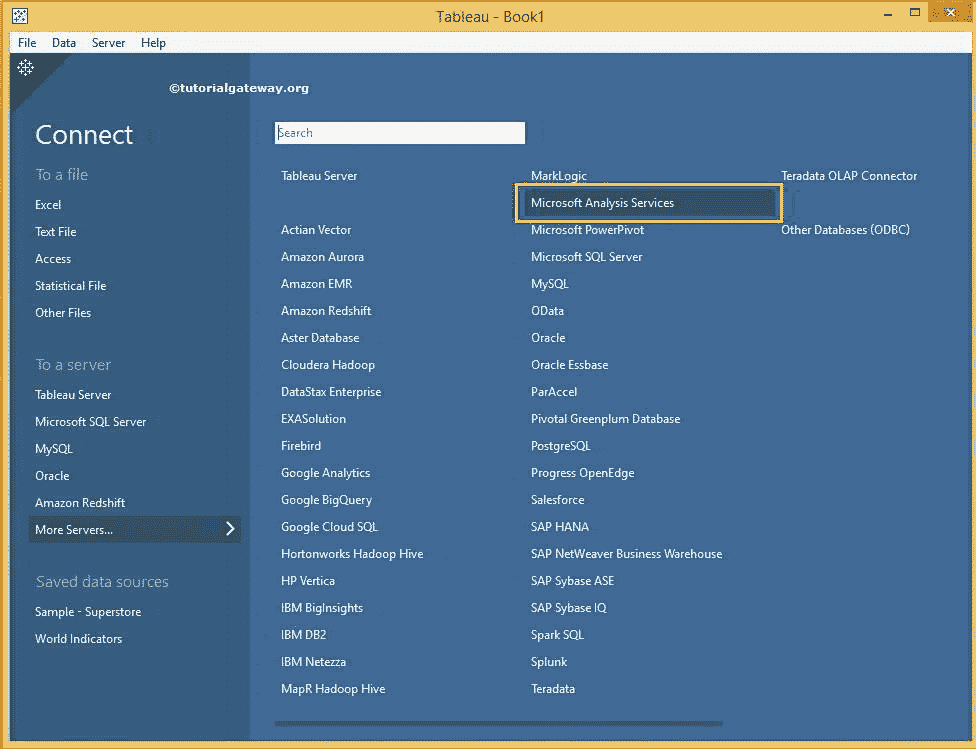 Tableau - Book1
File Data Server Help
©tutorialgateway.org
Connect
To a file
Excel
Text File
Access
Statistical File
Other Files
To a server
Tableau Server
Microsoft SQL Server
MySQL
Oracle
Amazon Redshift
More Servers...
Saved data sources
Sample - Superstore
World Indicators
Search
Tableau Server
Actian Vector
Amazon Aurora
Amazon EMR
Amazon Redshift
Aster Database
Cloudera Hadoop
DataStax Enterprise
EXASolution
Firebird
Google Analytics
Google BigQuery
Google Cloud SQL
Hortonworks Hadoop Hive
HP Vertica
IBM BigInsights
IBM DB2
IBM Netezza
MapR Hadoop Hive
MarkLogic
Microsoft Analysis Services
Microsoft PowerPivot
Microsoft SQL Server
MySQL
OData
Oracle
Oracle Essbase
ParAccel
Pivotal Greenplum Database
PostgreSQL
Progress OpenEdge
Salesforce
SAP HANA
SAP NetWeaver Business Warehouse
SAP Sybase ASE
SAP Sybase IQ
Spark SQL
Splunk
Teradata
Teradata OLAP Connector
Other Databases (ODBC)